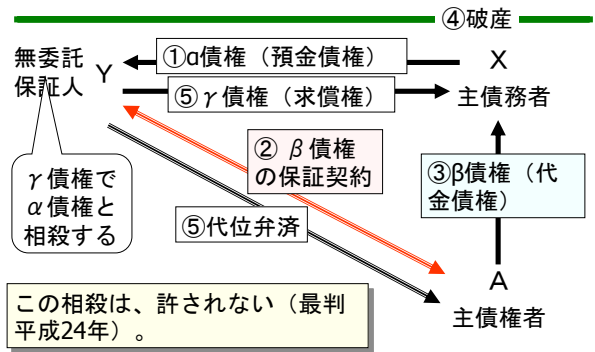 ④破産
①α債権（預金債権）
無委託
保証人
Y
X
主債務者
⑤γ債権（求償権）
② β債権
の保証契約
③β債権（代
金債権）
γ債権で
α債権と
相殺する
⑤代位弁済
A
主債権者
この相殺は、許されない（最判
平成24年）。